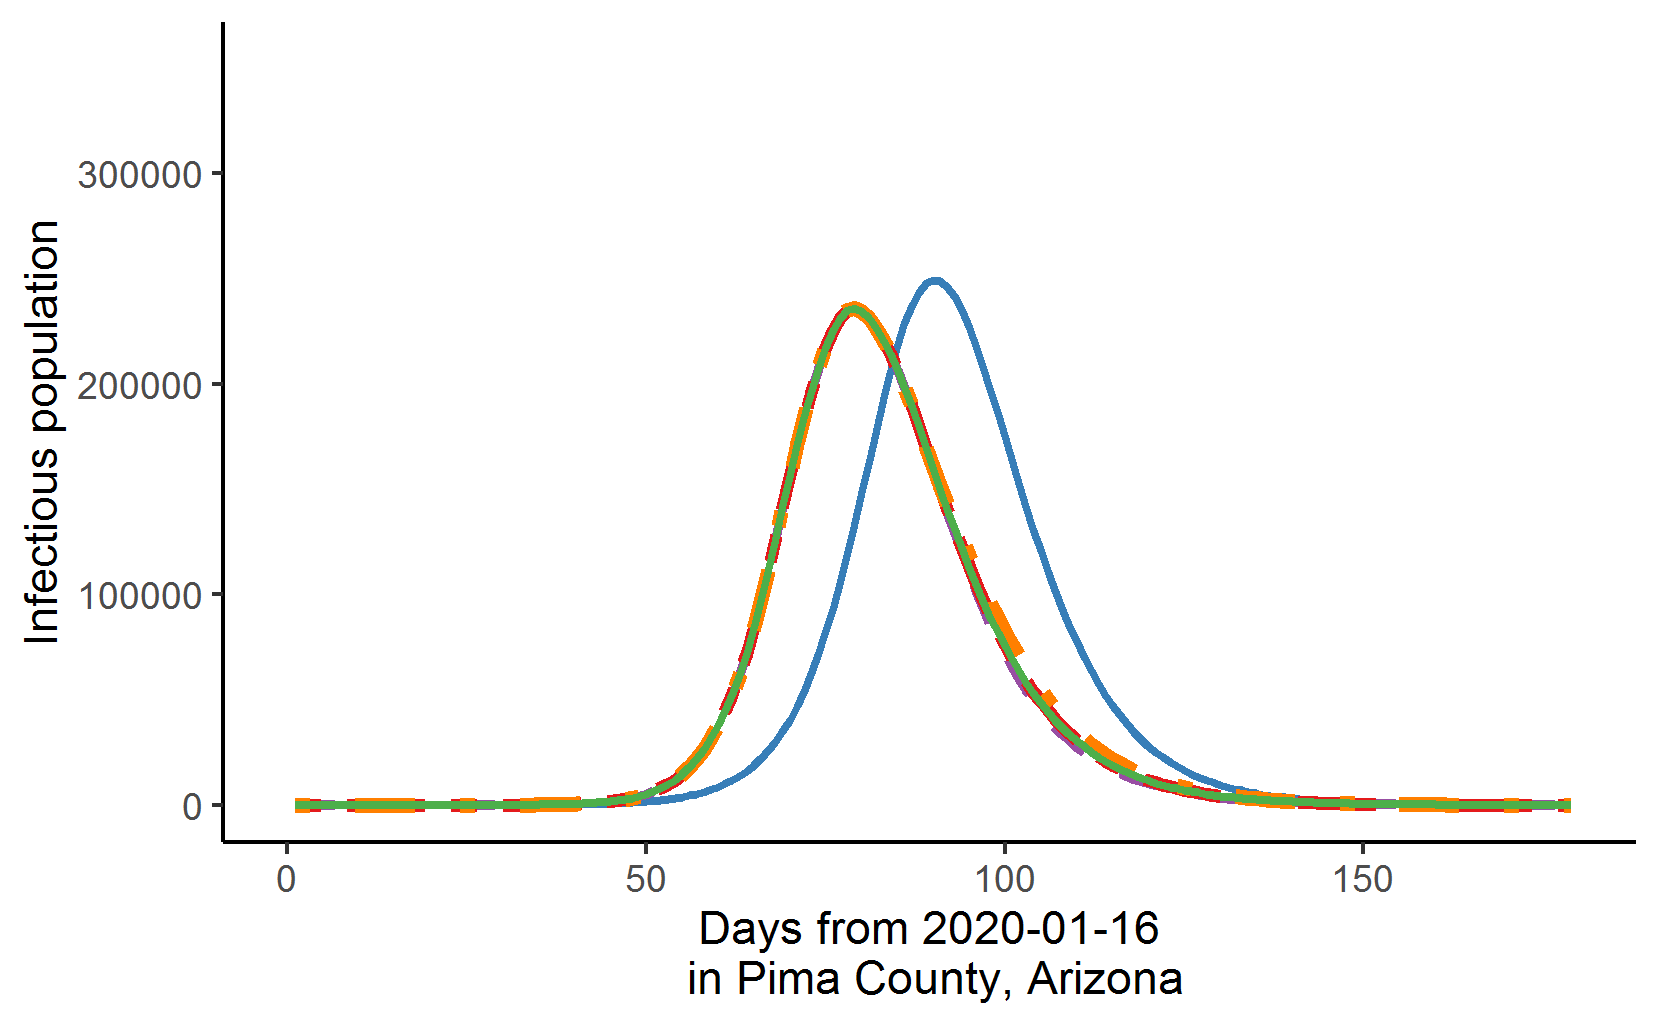 Infectious population
300000
200000
100000
0
0 50 100 150
Days from 2020-01-16
in Pima County, Arizona